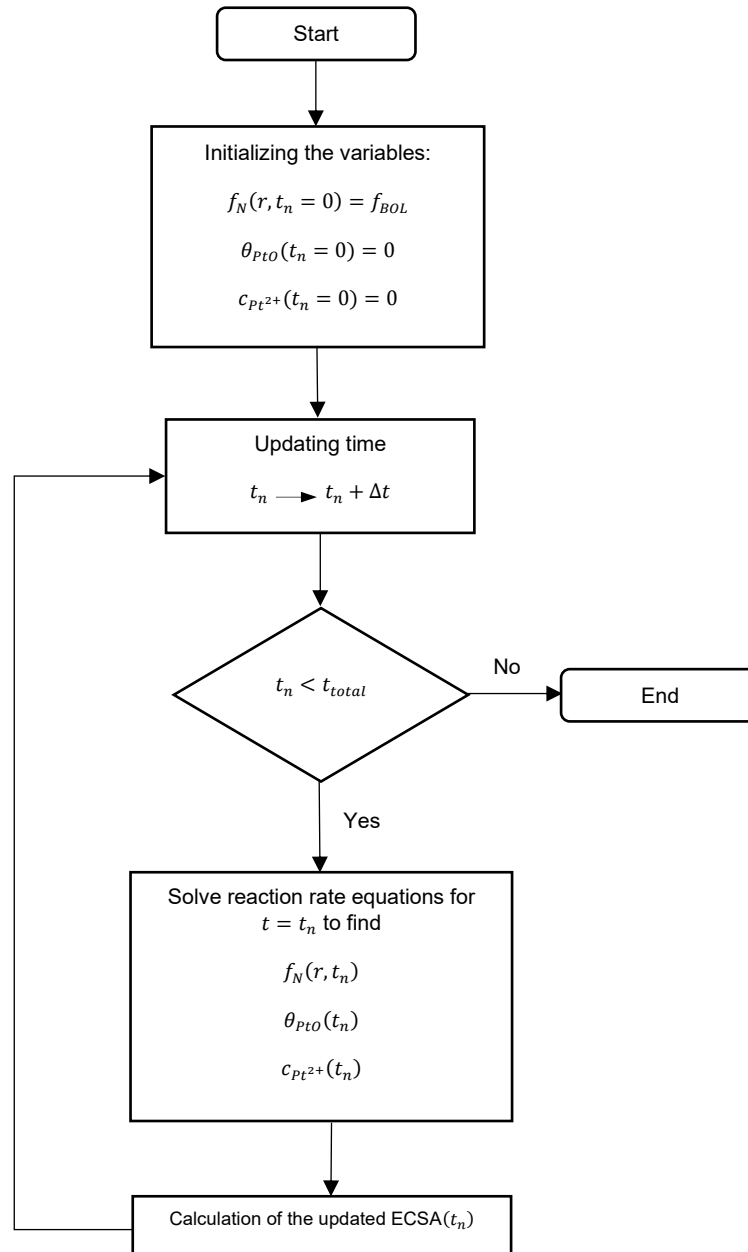 Start
Initializing the variables:
f_N(r, t_n = 0) = f_BOL
θ_PtO(t_n = 0) = 0
c_Pt²⁺(t_n = 0) = 0
Updating time
t_n → t_n + Δt
t_n < t_total
No
End
Yes
Solve reaction rate equations for
t = t_n to find
f_N(r, t_n)
θ_PtO(t_n)
c_Pt²⁺(t_n)
Calculation of the updated ECSA(t_n)